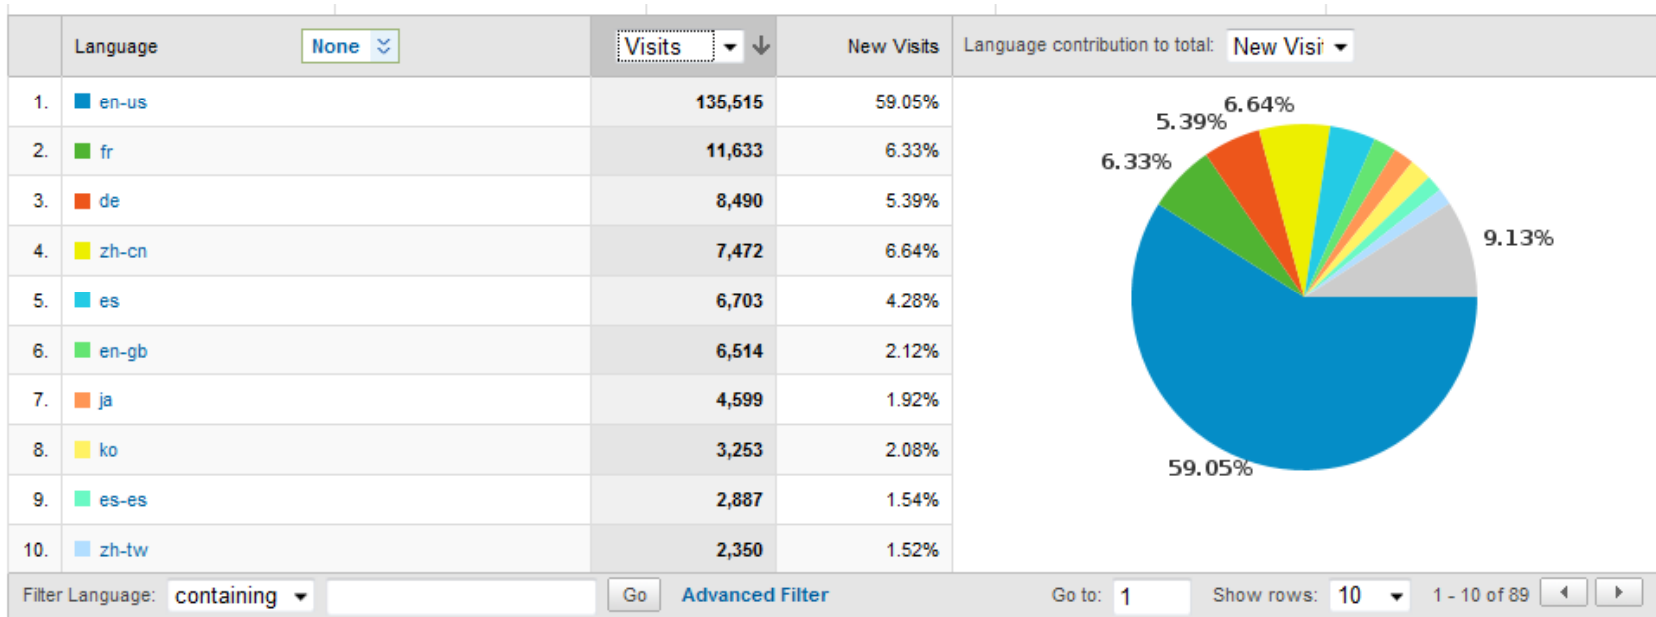 Language None Visits New Visits Language contribution to total: New Visi
1. en-us 135,515 59.05%
2. fr 11,633 6.33%
3. de 8,490 5.39%
4. zh-cn 7,472 6.64%
5. es 6,703 4.28%
6. en-gb 6,514 2.12%
7. ja 4,599 1.92%
8. ko 3,253 2.08%
9. es-es 2,887 1.54%
10. zh-tw 2,350 1.52%
6.64%
5.39%
6.33%
9.13%
59.05%
Filter Language: containing Go Advanced Filter Go to: 1 Show rows: 10 1 - 10 of 89